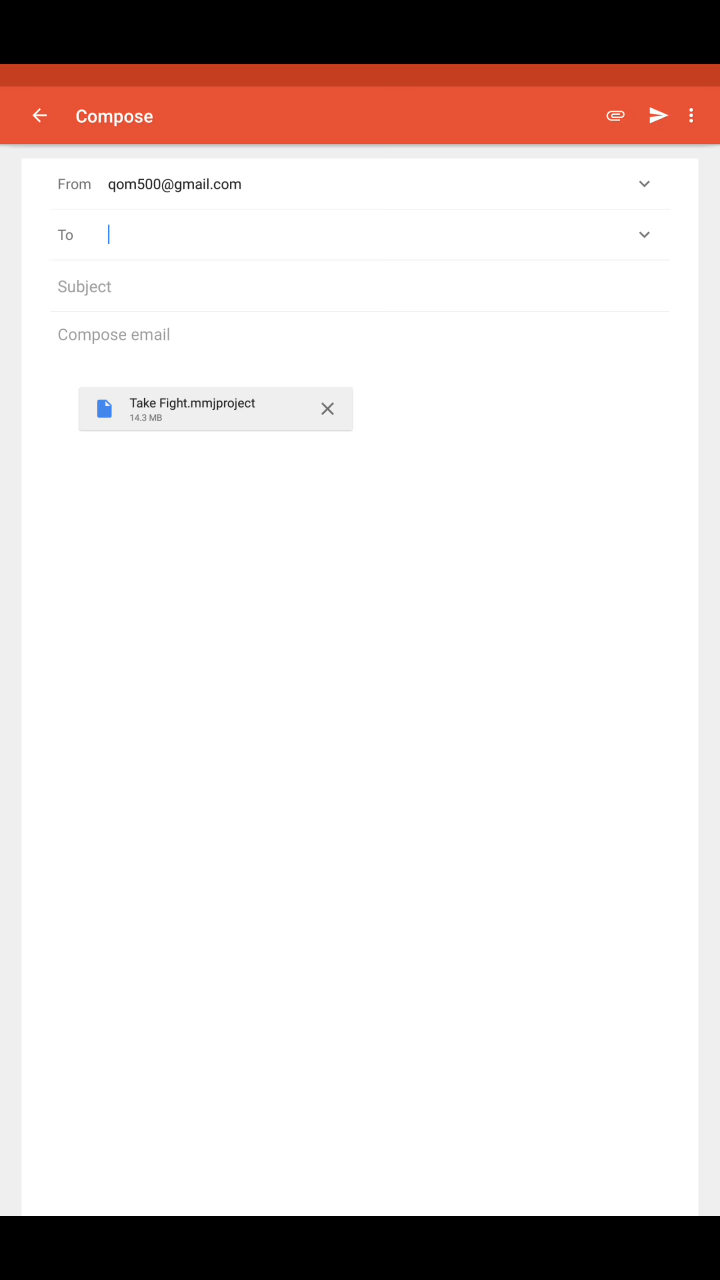 Compose
From qom500@gmail.com
To
Subject
Compose email
Take Fight.mmjproject
14.3 MB